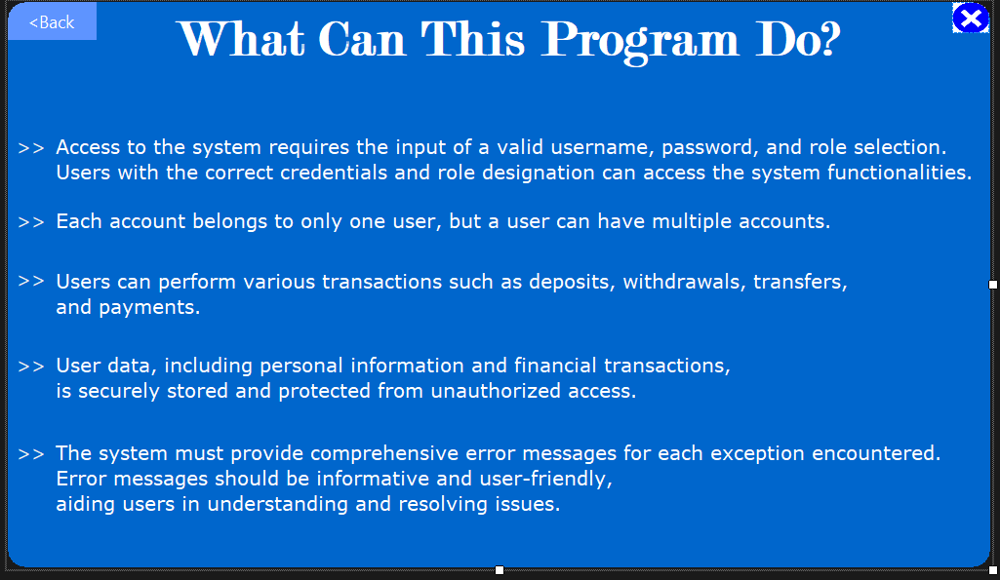 <Back
What Can This Program Do?
>> Access to the system requires the input of a valid username, password, and role selection.
Users with the correct credentials and role designation can access the system functionalities.
>> Each account belongs to only one user, but a user can have multiple accounts.
>> Users can perform various transactions such as deposits, withdrawals, transfers,
and payments.
>> User data, including personal information and financial transactions,
is securely stored and protected from unauthorized access.
>> The system must provide comprehensive error messages for each exception encountered.
Error messages should be informative and user-friendly,
aiding users in understanding and resolving issues.